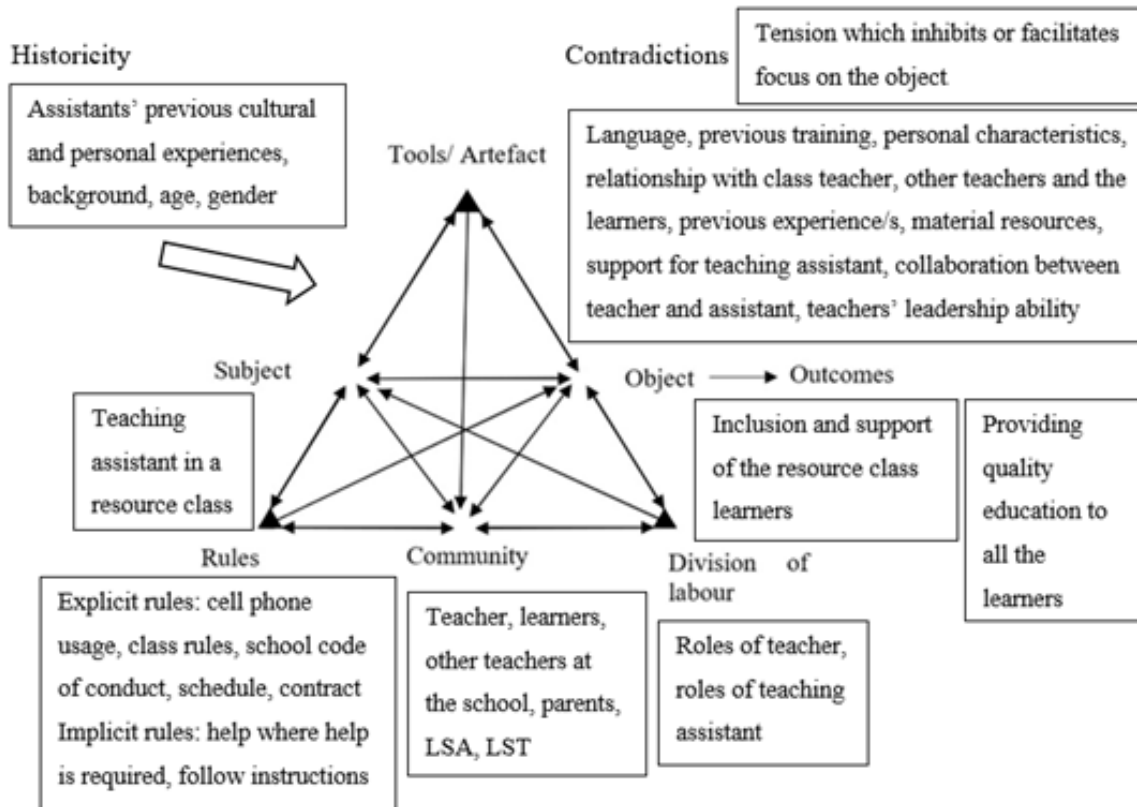 Historicity
Assistants' previous cultural
and personal experiences,
background, age, gender
Contradictions
Tension which inhibits or facilitates
focus on the object
Language, previous training, personal characteristics,
relationship with class teacher, other teachers and the
learners, previous experience/s, material resources,
support for teaching assistant, collaboration between
teacher and assistant, teachers' leadership ability
Tools/ Artefact
Subject
Teaching
assistant in a
resource class
Object
Outcomes
Inclusion and support
of the resource class
learners
Providing
quality
education to
all the
learners
Rules
Explicit rules: cell phone
usage, class rules, school code
of conduct, schedule, contract
Implicit rules: help where help
is required, follow instructions
Community
Teacher, learners,
other teachers at
the school, parents,
LSA, LST
Division of
labour
Roles of teacher,
roles of teaching
assistant